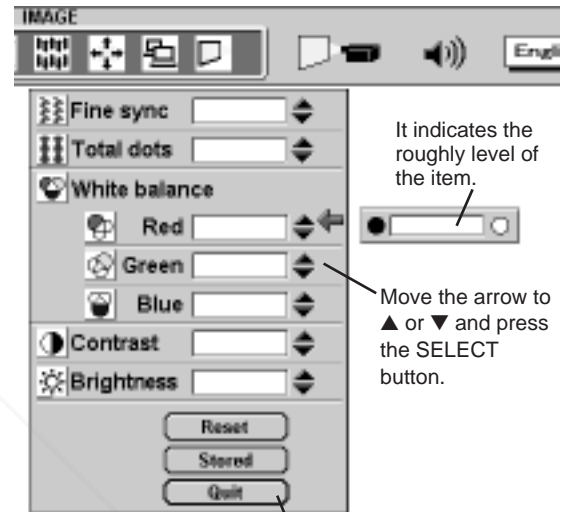 IMAGE
Fine sync
Total dots
White balance
Red
Green
Blue
Contrast
Brightness
Reset
Stored
Quit
It indicates the
roughly level of
the item.
Move the arrow to
▲ or ▼ and press
the SELECT
button.